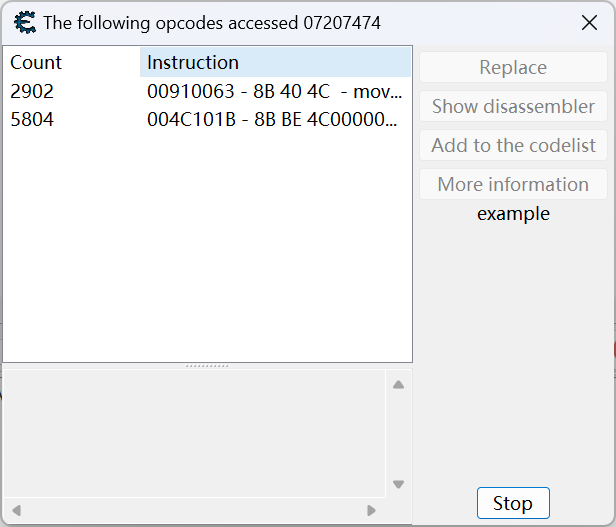 The following opcodes accessed 07207474
Count Instruction
2902 00910063 - 8B 40 4C - mov...
5804 004C101B - 8B BE 4C00000...
Replace
Show disassembler
Add to the codelist
More information
example
Stop